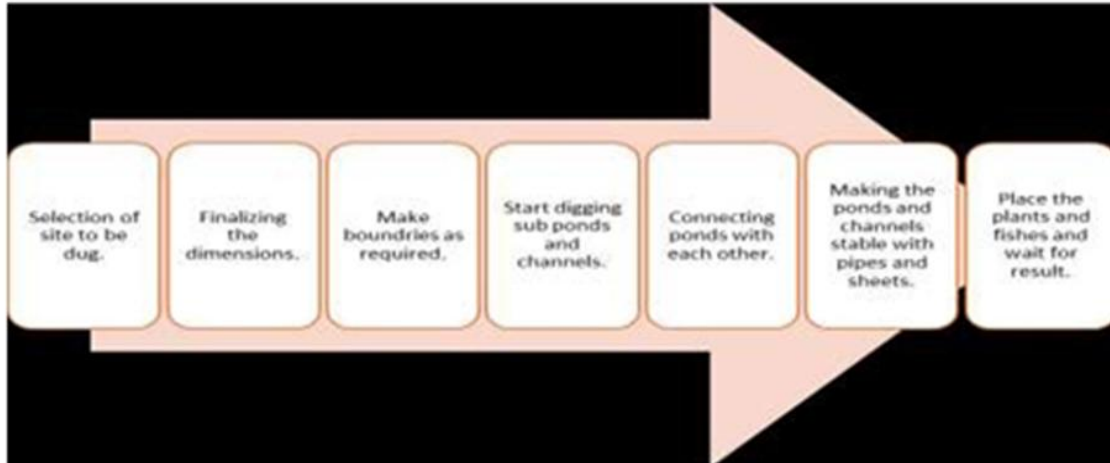 Selection of
site to be
dug.
Finalizing
the
dimensions.
Make
boundries as
required.
Start digging
sub ponds
and
channels.
Connecting
ponds with
each other.
Making the
ponds and
channels
stable with
pipes and
sheets.
Place the
plants and
fishes and
wait for
result.